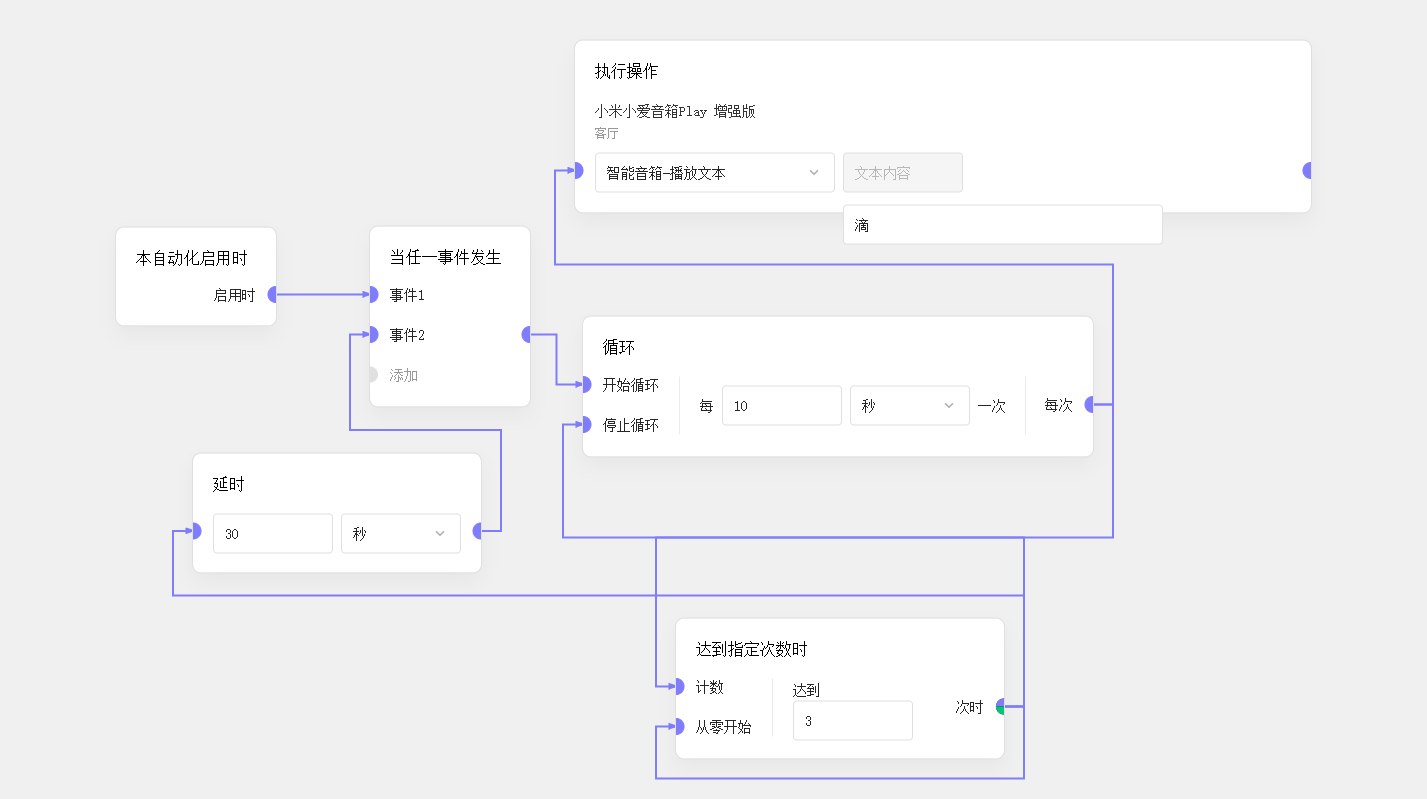 执行操作
小米小爱音箱Play 增强版
客厅
智能音箱-播放文本 文本内容
滴
本自动化启用时
启用时
当任一事件发生
事件1
事件2
添加
循环
开始循环
停止循环
每 10 秒 一次 每次
延时
30 秒
达到指定次数时
计数
从零开始
达到
3
次时